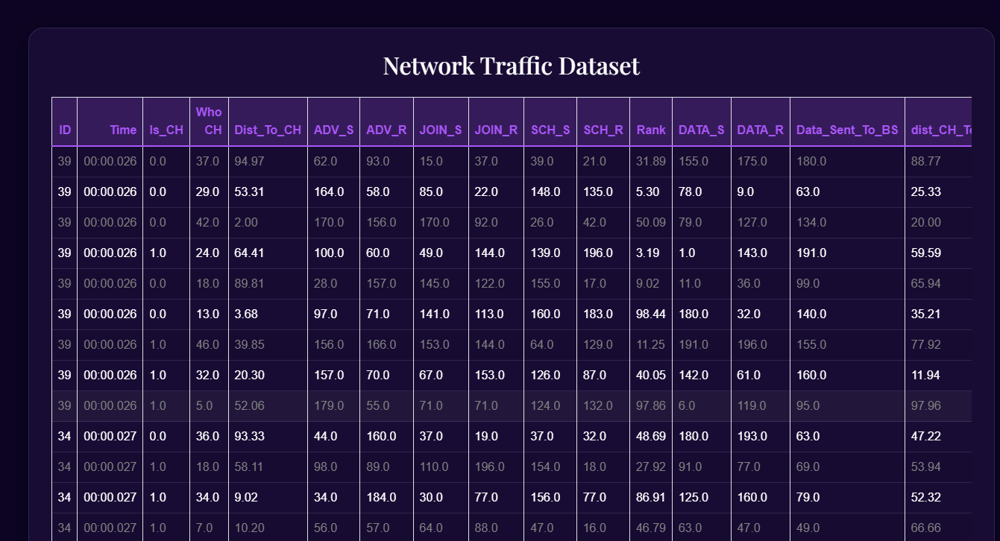 Network Traffic Dataset
ID Time Is_CH Who CH Dist_To_CH ADV_S ADV_R JOIN_S JOIN_R SCH_S SCH_R Rank DATA_S DATA_R Data_Sent_To_BS dist_CH_To
39 00:00.026 0.0 37.0 94.97 62.0 93.0 15.0 37.0 39.0 21.0 31.89 155.0 175.0 180.0 88.77
39 00:00.026 0.0 29.0 53.31 164.0 58.0 85.0 22.0 148.0 135.0 5.30 78.0 9.0 63.0 25.33
39 00:00.026 0.0 42.0 2.00 170.0 156.0 170.0 92.0 26.0 42.0 50.09 79.0 127.0 134.0 20.00
39 00:00.026 1.0 24.0 64.41 100.0 60.0 49.0 144.0 139.0 196.0 3.19 1.0 143.0 191.0 59.59
39 00:00.026 0.0 18.0 89.81 28.0 157.0 145.0 122.0 155.0 17.0 9.02 11.0 36.0 99.0 65.94
39 00:00.026 0.0 13.0 3.68 97.0 71.0 141.0 113.0 160.0 183.0 98.44 180.0 32.0 140.0 35.21
39 00:00.026 1.0 46.0 39.85 156.0 166.0 153.0 144.0 64.0 129.0 11.25 191.0 196.0 155.0 77.92
39 00:00.026 1.0 32.0 20.30 157.0 70.0 67.0 153.0 126.0 87.0 40.05 142.0 61.0 160.0 11.94
39 00:00.026 1.0 5.0 52.06 179.0 55.0 71.0 71.0 124.0 132.0 97.86 6.0 119.0 95.0 97.96
34 00:00.027 0.0 36.0 93.33 44.0 160.0 37.0 19.0 37.0 32.0 48.69 180.0 193.0 63.0 47.22
34 00:00.027 1.0 18.0 58.11 98.0 89.0 110.0 196.0 154.0 18.0 27.92 91.0 77.0 69.0 53.94
34 00:00.027 1.0 34.0 9.02 34.0 184.0 30.0 77.0 156.0 77.0 86.91 125.0 160.0 79.0 52.32
34 00:00.027 1.0 7.0 10.20 56.0 57.0 64.0 88.0 47.0 16.0 46.79 63.0 47.0 49.0 66.66